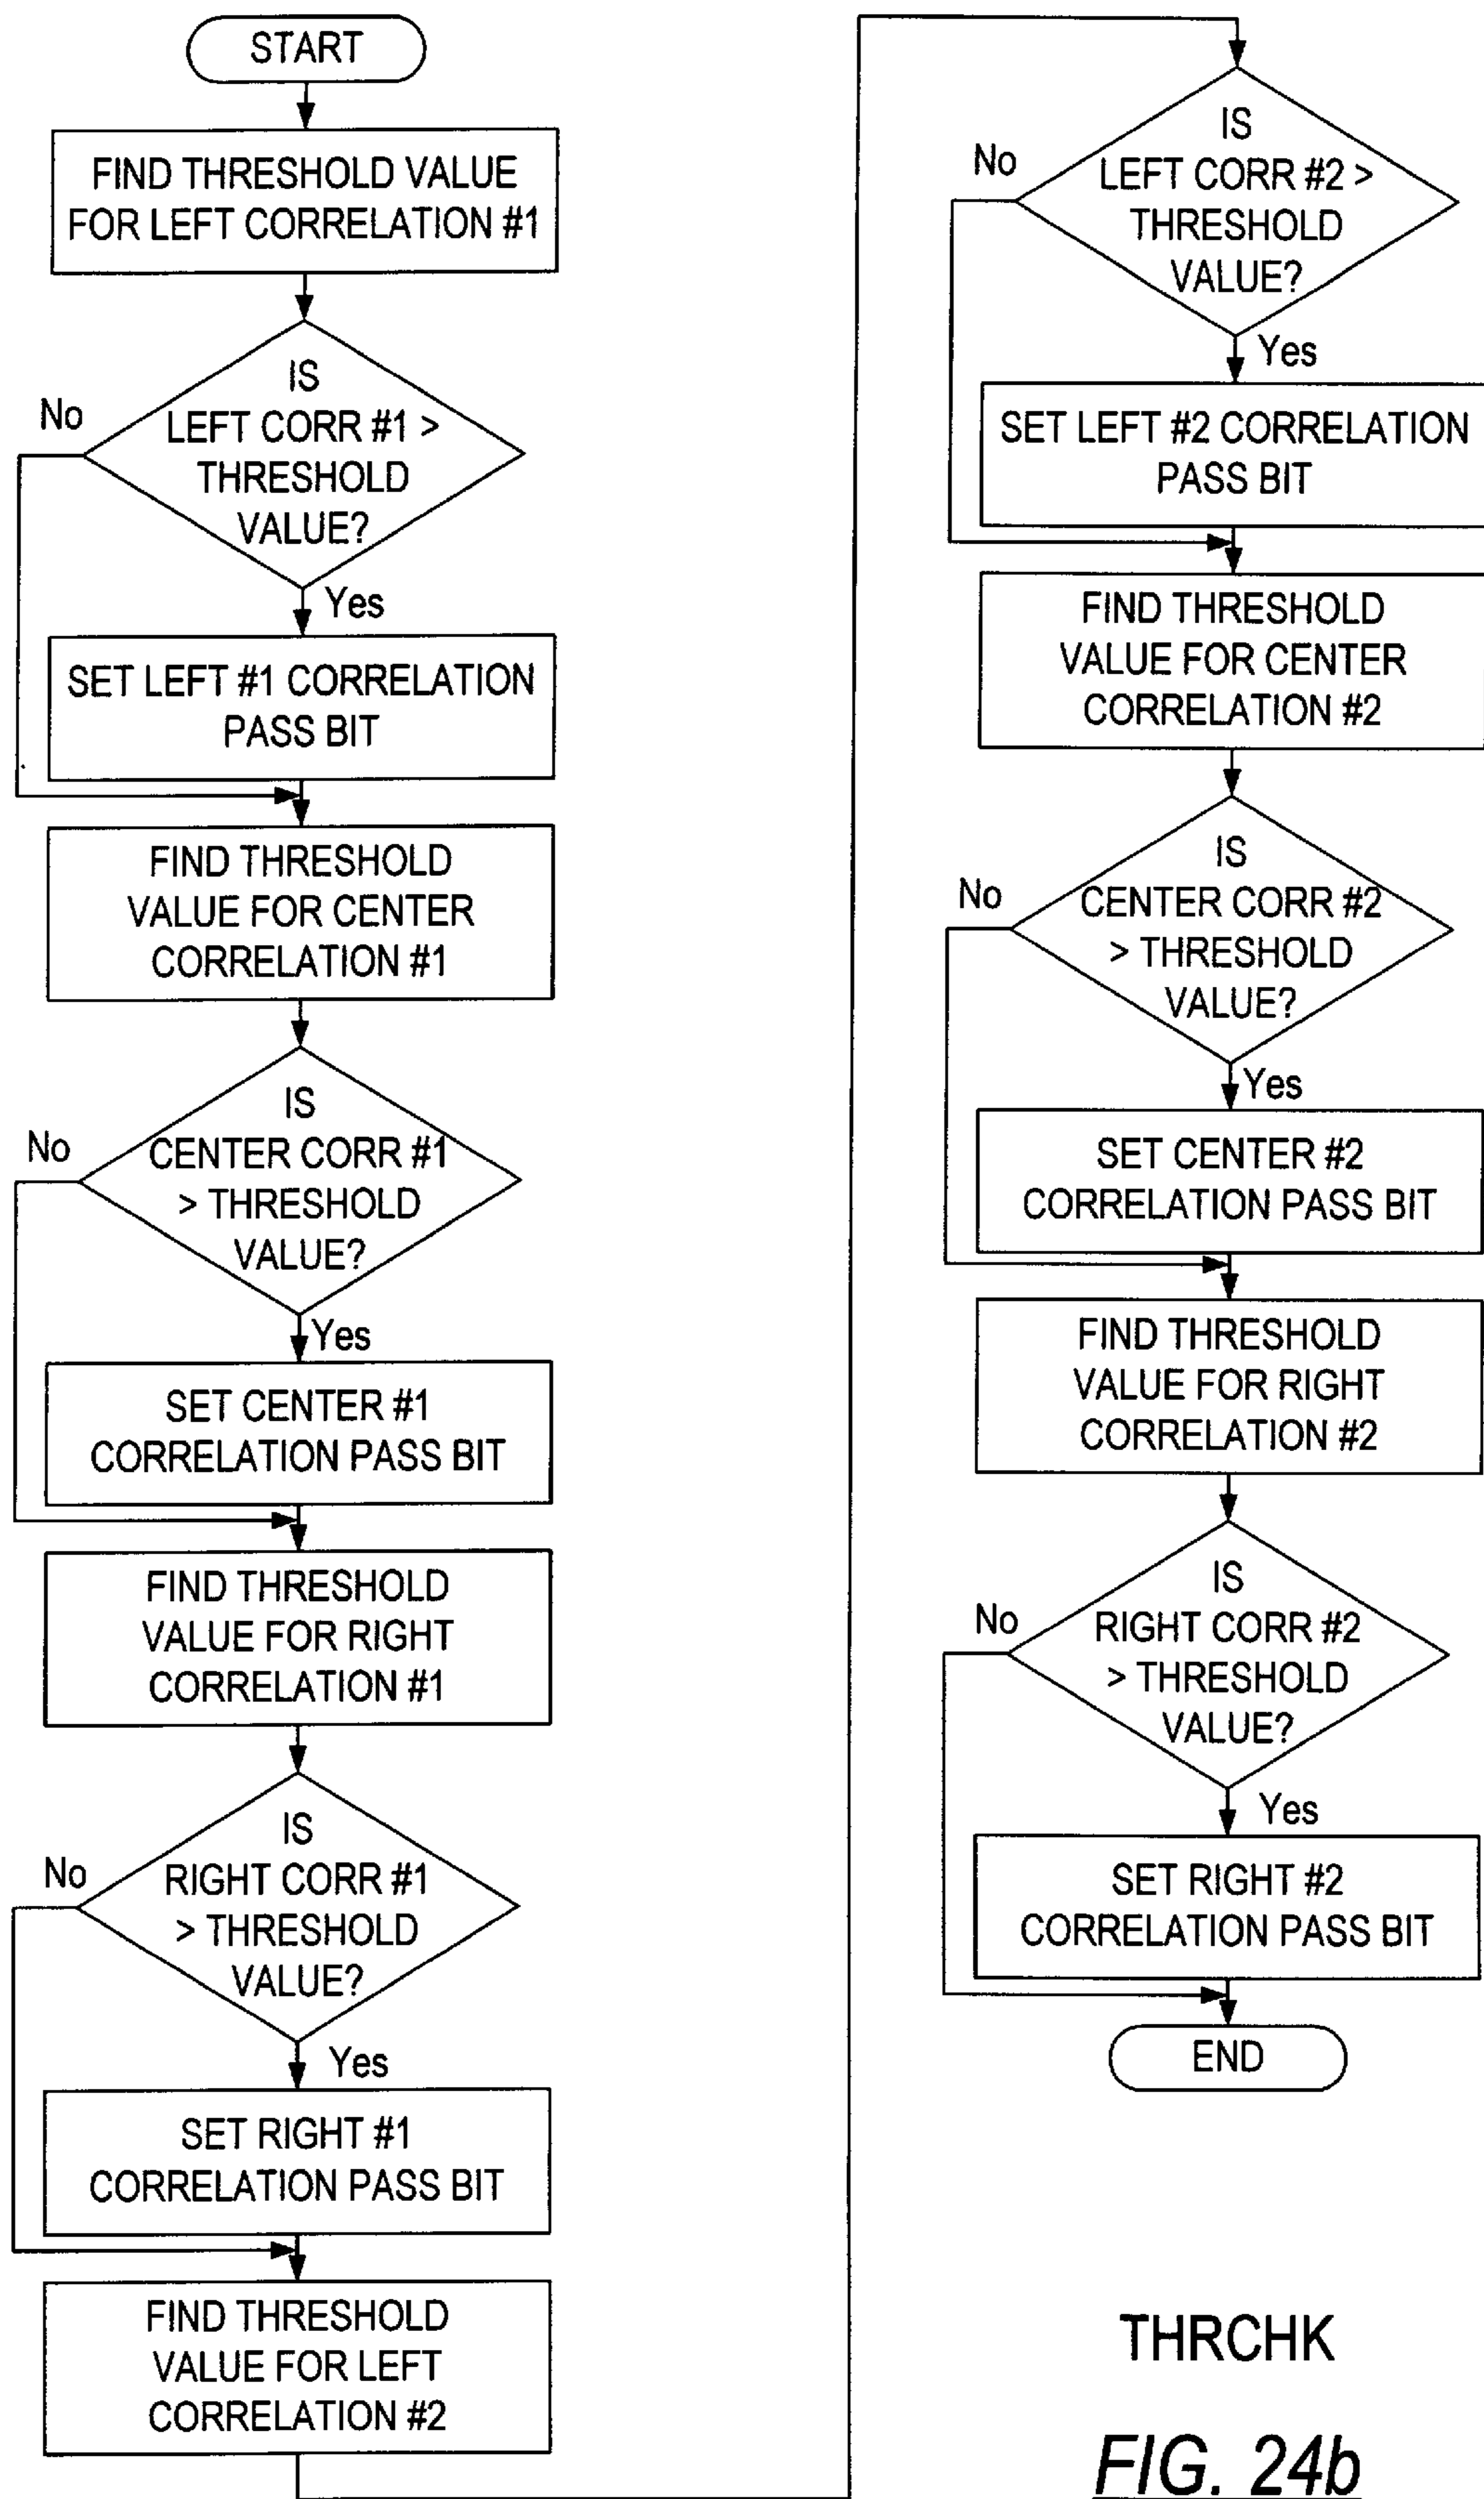 START
FIND THRESHOLD VALUE
FOR LEFT CORRELATION #1
IS
LEFT CORR #1 >
THRESHOLD
VALUE?
No
Yes
SET LEFT #1 CORRELATION
PASS BIT
FIND THRESHOLD
VALUE FOR CENTER
CORRELATION #1
IS
CENTER CORR #1
> THRESHOLD
VALUE?
No
Yes
SET CENTER #1
CORRELATION PASS BIT
FIND THRESHOLD
VALUE FOR RIGHT
CORRELATION #1
IS
RIGHT CORR #1
> THRESHOLD
VALUE?
No
Yes
SET RIGHT #1
CORRELATION PASS BIT
FIND THRESHOLD
VALUE FOR LEFT
CORRELATION #2
IS
LEFT CORR #2 >
THRESHOLD
VALUE?
No
Yes
SET LEFT #2 CORRELATION
PASS BIT
FIND THRESHOLD
VALUE FOR CENTER
CORRELATION #2
IS
CENTER CORR #2
> THRESHOLD
VALUE?
No
Yes
SET CENTER #2
CORRELATION PASS BIT
FIND THRESHOLD
VALUE FOR RIGHT
CORRELATION #2
IS
RIGHT CORR #2
> THRESHOLD
VALUE?
No
Yes
SET RIGHT #2
CORRELATION PASS BIT
END
THRCHK
FIG. 24b